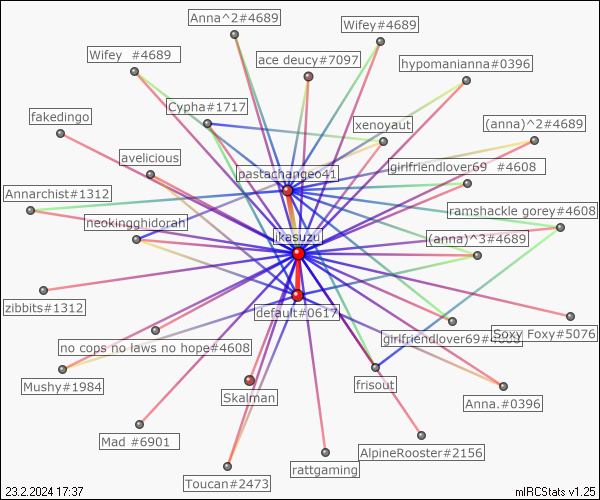 Anna^2#4689
Wifey#4689
Wifey  #4689
ace deucy#7097
hypomanianna#0396
Cypha#1717
fakedingo
xenoyaut
(anna)^2#4689
avelicious
pastachangeo41
girlfriendlover69  #4608
Annarchist#1312
neokingghidorah
ramshackle gorey#4608
ikasuzu
(anna)^3#4689
zibbits#1312
default#0617
no cops no laws no hope#4608
girlfriendlover69#
Soxy Foxy#5076
Mushy#1984
Skalman
frisout
Anna.#0396
Mad #6901
AlpineRooster#2156
rattgaming
Toucan#2473
23.2.2024 17:37
mIRCStats v1.25